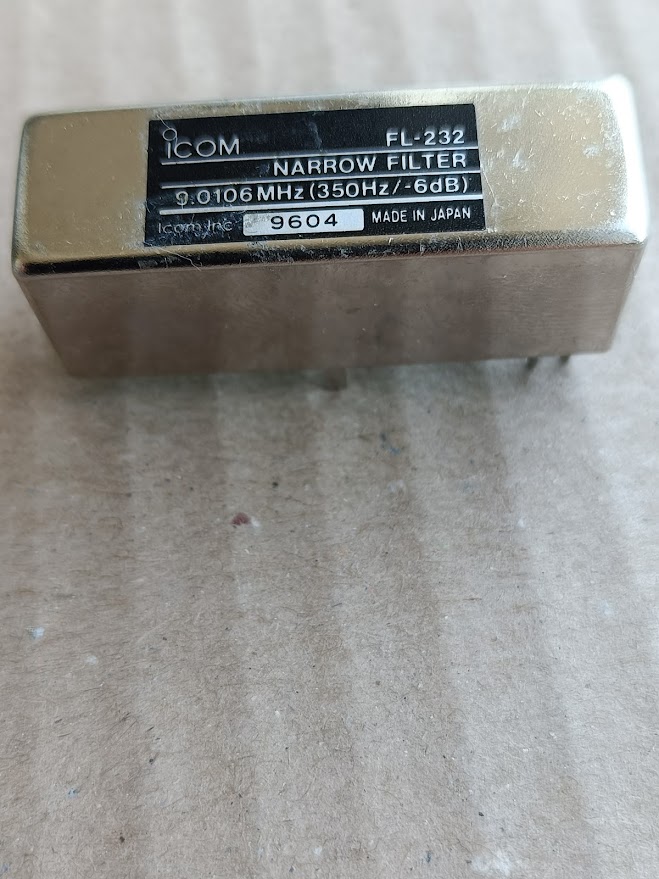 ICOM FL-232
NARROW FILTER
9.0106MHz(350Hz/-6dB)
Icom Inc 9604 MADE IN JAPAN